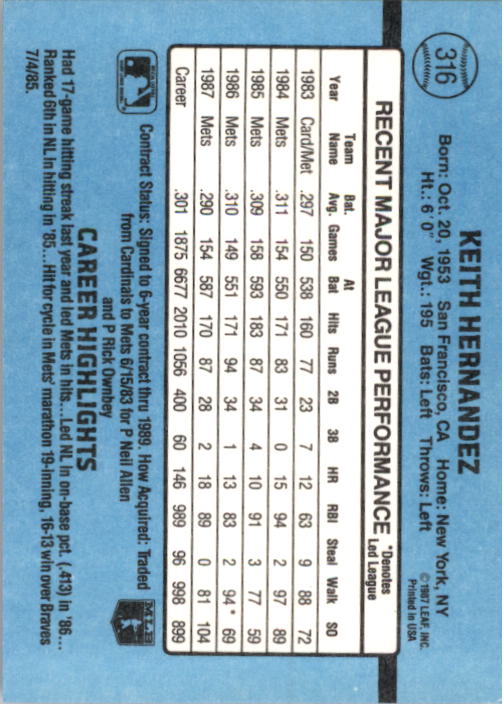 316
KEITH HERNANDEZ
Born: Oct. 20, 1953 San Francisco, CA Home: New York, NY
Ht.: 6'0" Wgt.: 195 Bats: Left Throws: Left
©1987 LEAF, INC.
Printed in USA
RECENT MAJOR LEAGUE PERFORMANCE *Denotes Led League
Year Team Name Bat. Avg. Games At Bat Hits Runs 2B 3B HR RBI Steal Walk SO
1983 Card/Met .297 150 538 160 77 23 7 12 63 9 88 72
1984 Mets .311 154 550 171 83 31 0 15 94 2 97 89
1985 Mets .309 158 593 183 87 34 4 10 91 3 77 59
1986 Mets .310 149 551 171 94 34 1 13 83 2 94* 69
1987 Mets .290 154 587 170 87 28 2 18 89 0 81 104
Career .301 1875 6677 2010 1056 400 60 146 989 96 998 899
Contract Status: Signed to 6-year contract thru 1989 How Acquired: Traded
from Cardinals to Mets 6/15/83 for P Neil Allen
and P Rick Ownbey
MLB
CAREER HIGHLIGHTS
Had 17-game hitting streak last year and led Mets in hits...Led NL in on-base pct. (.413) in '86...
Ranked 6th in NL in hitting in '85...Hit for cycle in Mets' marathon 19-inning, 16-13 win over Braves
7/4/85.